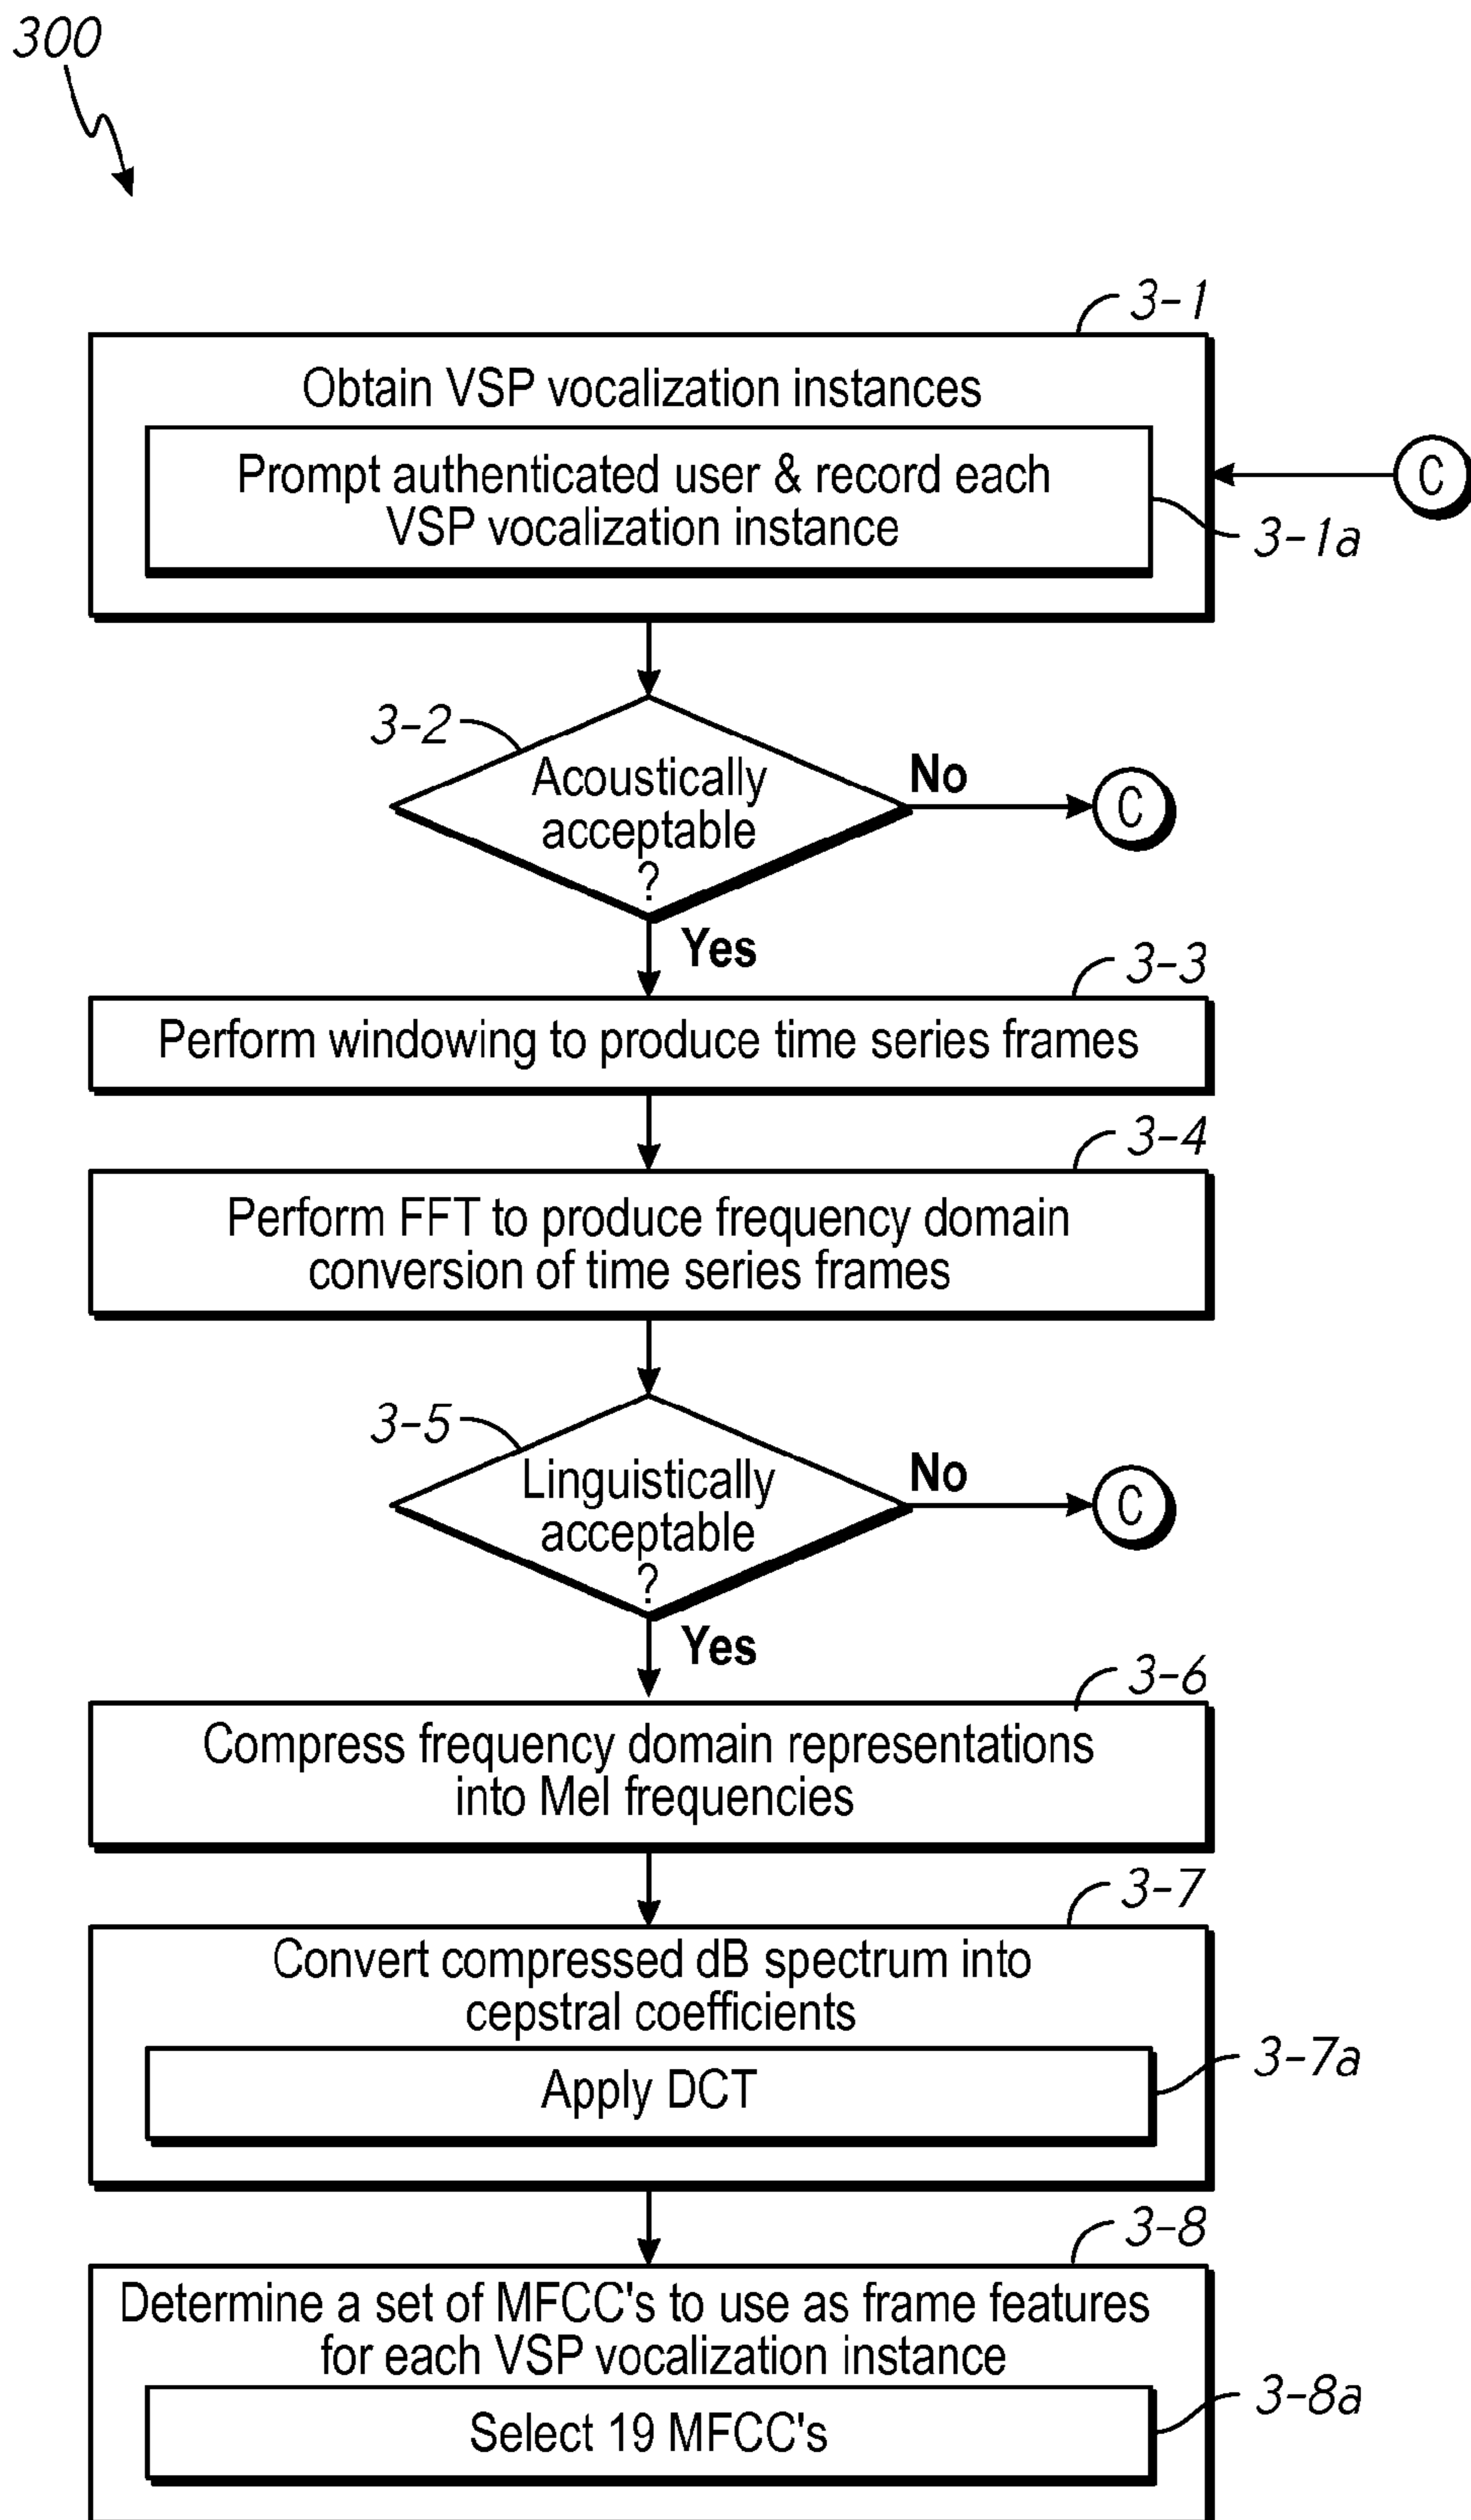 300
3-1
Obtain VSP vocalization instances
Prompt authenticated user & record each
VSP vocalization instance
C
3-1a
3-2
Acoustically
acceptable
?
No
C
Yes
3-3
Perform windowing to produce time series frames
3-4
Perform FFT to produce frequency domain
conversion of time series frames
3-5
Linguistically
acceptable
?
No
C
Yes
3-6
Compress frequency domain representations
into Mel frequencies
3-7
Convert compressed dB spectrum into
cepstral coefficients
3-7a
Apply DCT
3-8
Determine a set of MFCC's to use as frame features
for each VSP vocalization instance
3-8a
Select 19 MFCC's